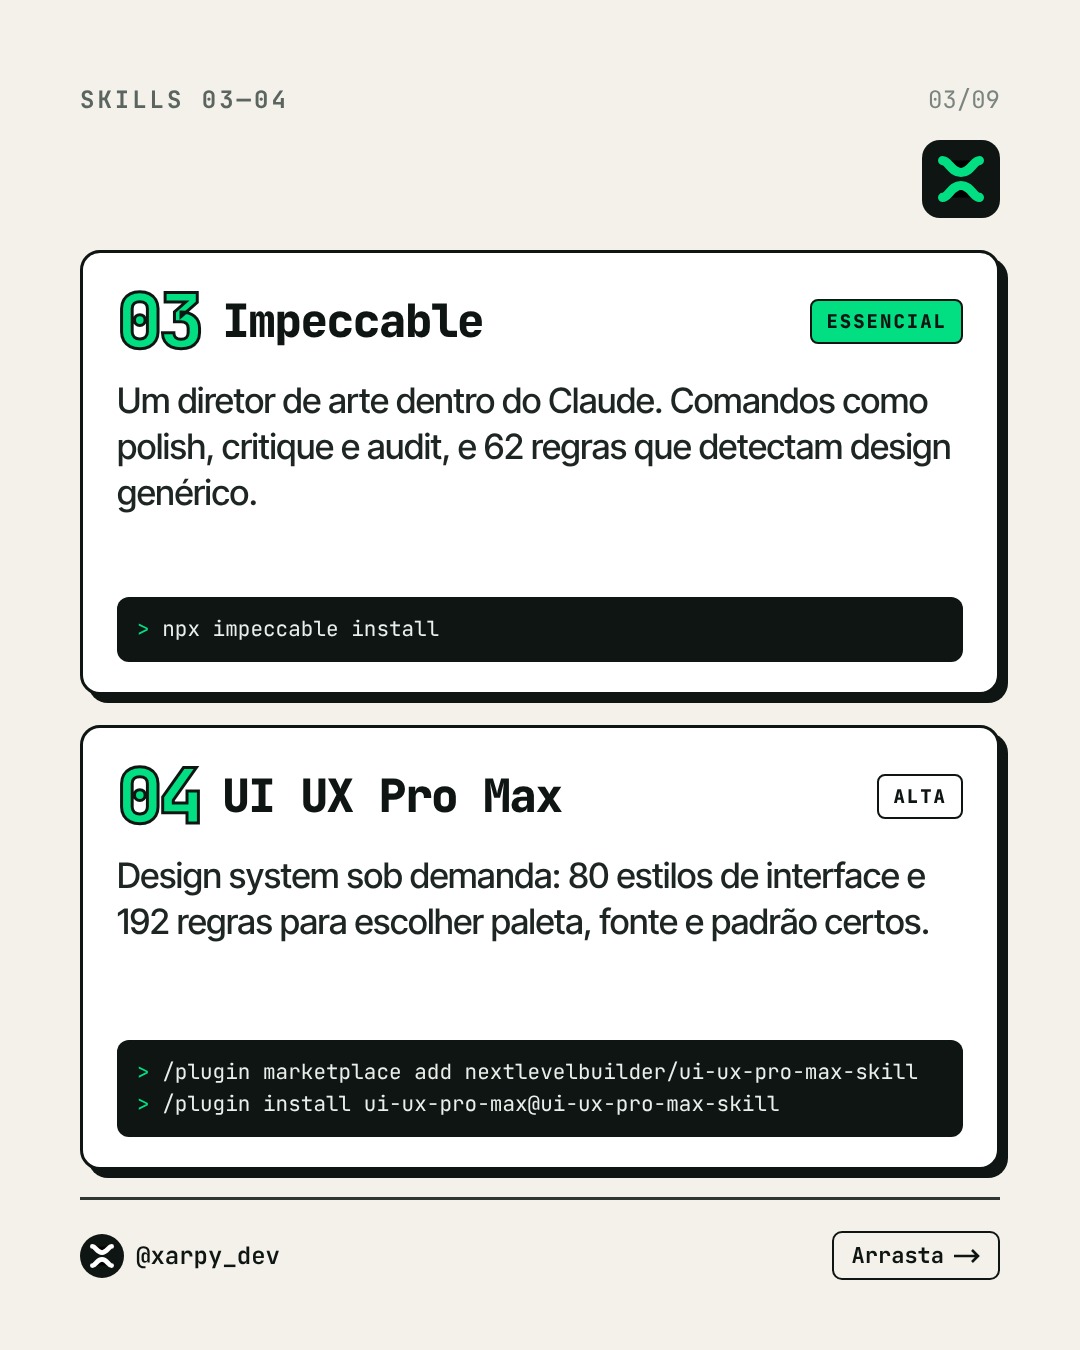 SKILLS 03—04
03/09
03 Impeccable
ESSENCIAL
Um diretor de arte dentro do Claude. Comandos como
polish, critique e audit, e 62 regras que detectam design
genérico.
> npx impeccable install
04 UI UX Pro Max
ALTA
Design system sob demanda: 80 estilos de interface e
192 regras para escolher paleta, fonte e padrão certos.
> /plugin marketplace add nextlevelbuilder/ui-ux-pro-max-skill
> /plugin install ui-ux-pro-max@ui-ux-pro-max-skill
@xarpy_dev
Arrasta →